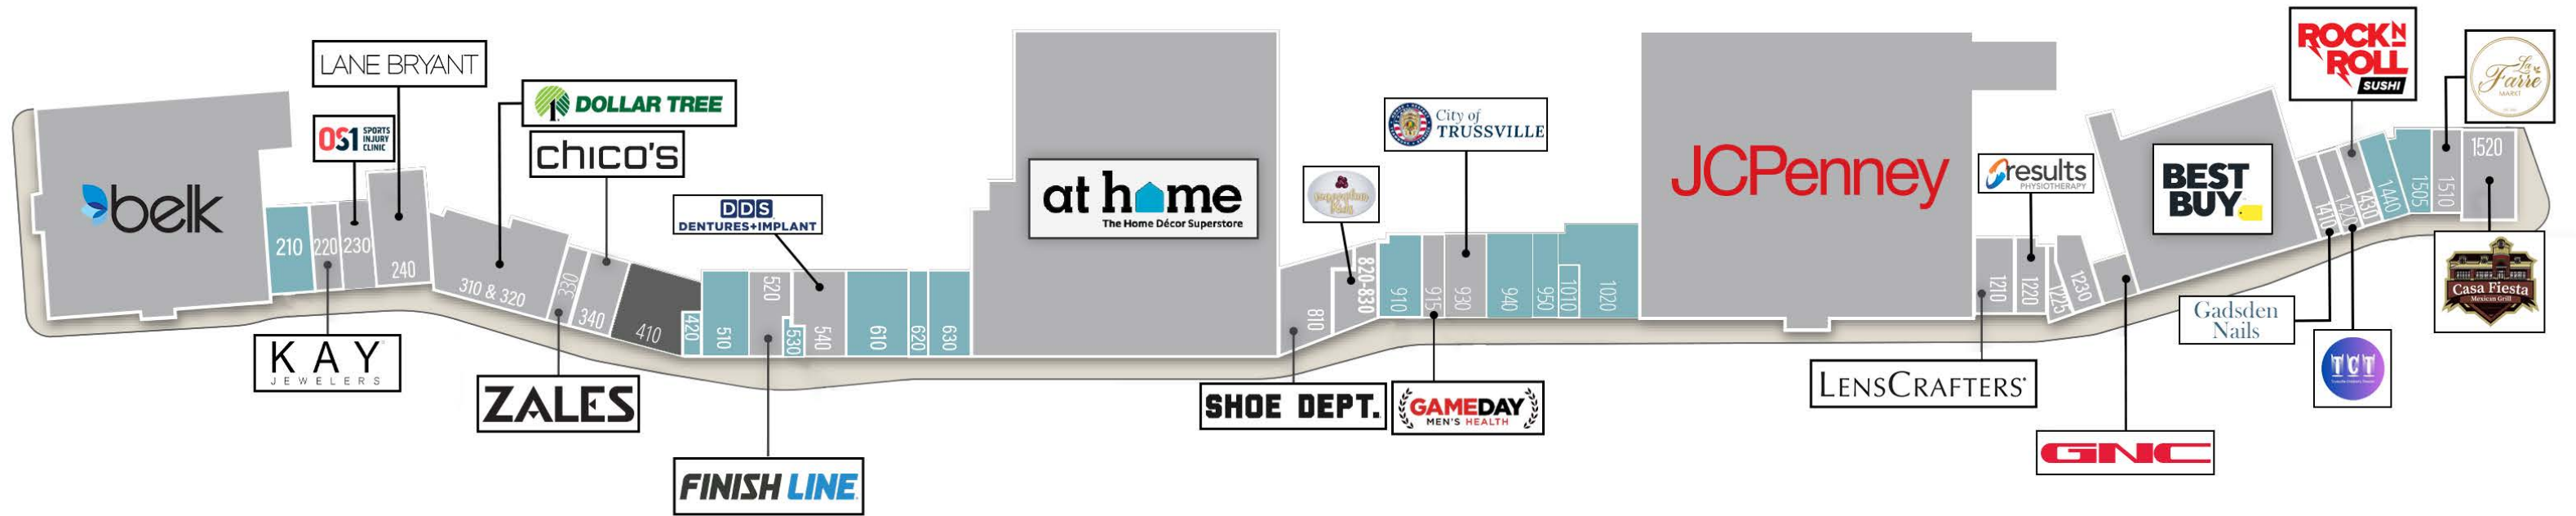 belk
210
220
230
240
OS1 SPORTS
INJURY
CLINIC
LANE BRYANT
KAY
JEWELERS
DOLLAR TREE
310 & 320
330
ZALES
chico's
340
410
420
510
520
FINISH LINE
530
DDS
DENTURES+IMPLANT
540
610
620
630
at home
The Home Décor Superstore
810
SHOE DEPT.
820-830
910
915
GAMEDAY
MEN'S HEALTH
City of
TRUSSVILLE
930
940
950
1010
1020
JCPenney
1210
LENSCRAFTERS
results
PHYSIOTHERAPY
1220
1225
1230
GNC
BEST
BUY
1410
Gadsden
Nails
1420
TCT
ROCK N
ROLL
SUSHI
1430
1440
1505
1510
La
Farre
MARKT
1520
Casa Fiesta
Mexican Grill